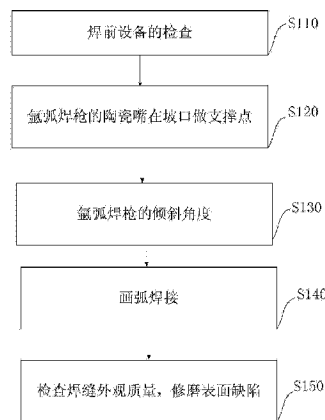 焊前设备的检查
S110
氩弧焊枪的陶瓷嘴在坡口做支撑点
S120
氩弧焊枪的倾斜角度
S130
画弧焊接
S140
检查焊缝外观质量，修磨表面缺陷
S150